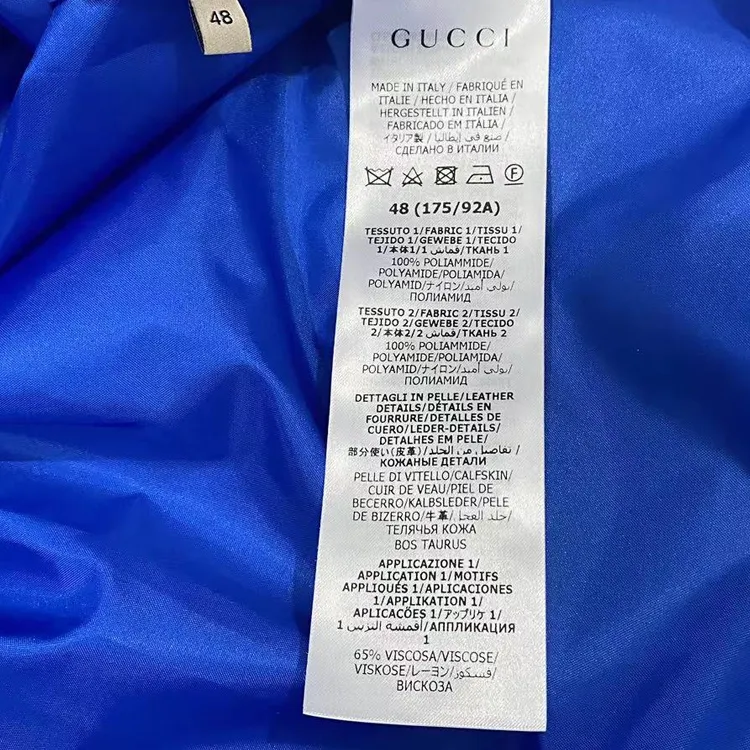 48
GUCCI
MADE IN ITALY / FABRIQUÉ EN
ITALIE / HECHO EN ITALIA /
HERGESTELLT IN ITALIEN /
FABRICADO EM ITÁLIA /
イタリア製 / صنع في إيطاليا /
СДЕЛАНО В ИТАЛИИ
F
48 (175/92A)
TESSUTO 1/FABRIC 1/TISSU 1/
TEJIDO 1/GEWEBE 1/TECIDO
1/本体1/قماش 1/ТКАНЬ 1
100% POLIAMMIDE/
POLYAMIDE/POLIAMIDA/
POLYAMID/ナイロン/بولي أميد/
ПОЛИАМИД
TESSUTO 2/FABRIC 2/TISSU 2/
TEJIDO 2/GEWEBE 2/TECIDO
2/本体2/قماش 2/ТКАНЬ 2
100% POLIAMMIDE/
POLYAMIDE/POLIAMIDA/
POLYAMID/ナイロン/بولي أميد/
ПОЛИАМИД
DETTAGLI IN PELLE/LEATHER
DETAILS/DÉTAILS EN
FOURRURE/DETALLES DE
CUERO/LEDER-DETAILS/
DETALHES EM PELE/
部分使い(皮革)/تفاصيل من الجلد/
КОЖАНЫЕ ДЕТАЛИ
PELLE DI VITELLO/CALFSKIN/
CUIR DE VEAU/PIEL DE
BECERRO/KALBSLEDER/PELE
DE BIZERRO/牛革/جلد العجل/
ТЕЛЯЧЬЯ КОЖА
BOS TAURUS
APPLICAZIONE 1/
APPLICATION 1/MOTIFS
APPLIQUÉS 1/APLICACIONES
1/APPLIKATION 1/
APLICAÇÕES 1/アップリケ 1/
أقمشة التزيين 1/АППЛИКАЦИЯ
1
65% VISCOSA/VISCOSE/
VISKOSE/レーヨン/فسكوز/
ВИСКОЗА